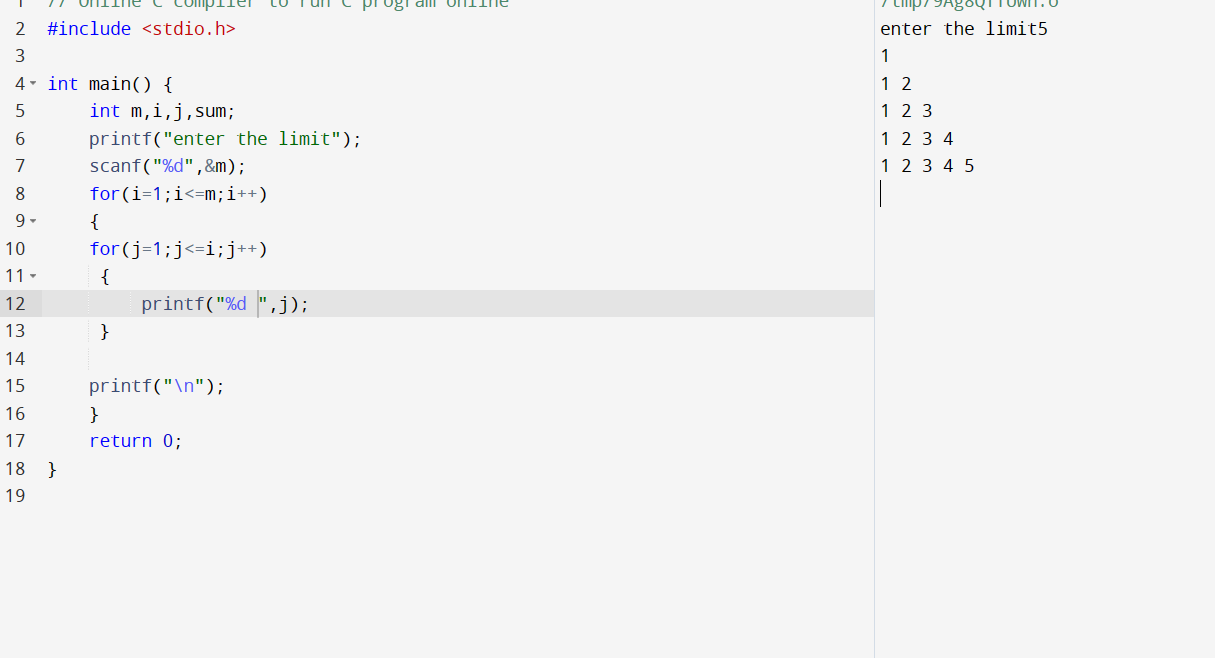 1 // Online C compiler to run C program online
2 #include <stdio.h>
3
4 int main() {
5 int m,i,j,sum;
6 printf("enter the limit");
7 scanf("%d",&m);
8 for(i=1;i<=m;i++)
9 {
10 for(j=1;j<=i;j++)
11 {
12 printf("%d ",j);
13 }
14
15 printf("\n");
16 }
17 return 0;
18 }
19
enter the limit5
1
1 2
1 2 3
1 2 3 4
1 2 3 4 5